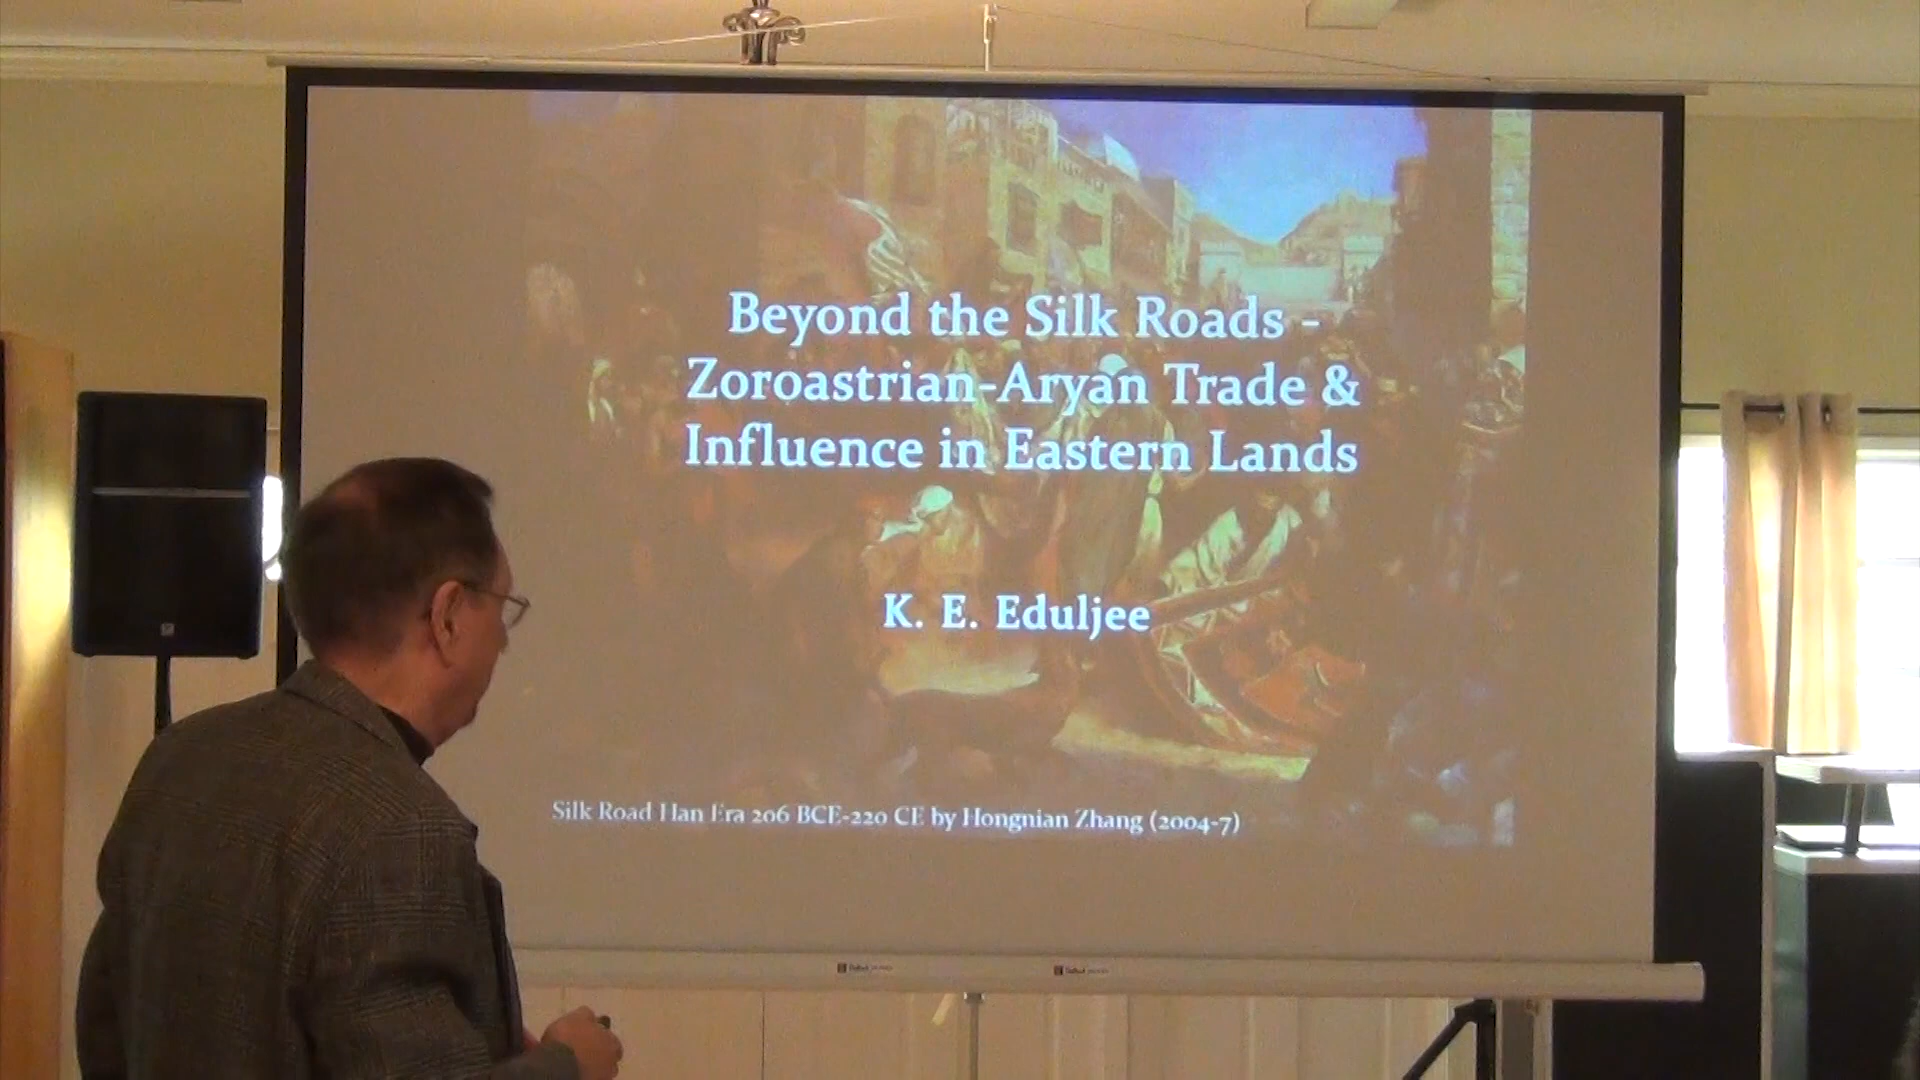 Beyond the Silk Roads -
Zoroastrian-Aryan Trade &
Influence in Eastern Lands
K. E. Eduljee
Silk Road Han Era 206 BCE-220 CE by Hongnian Zhang (2004-7)